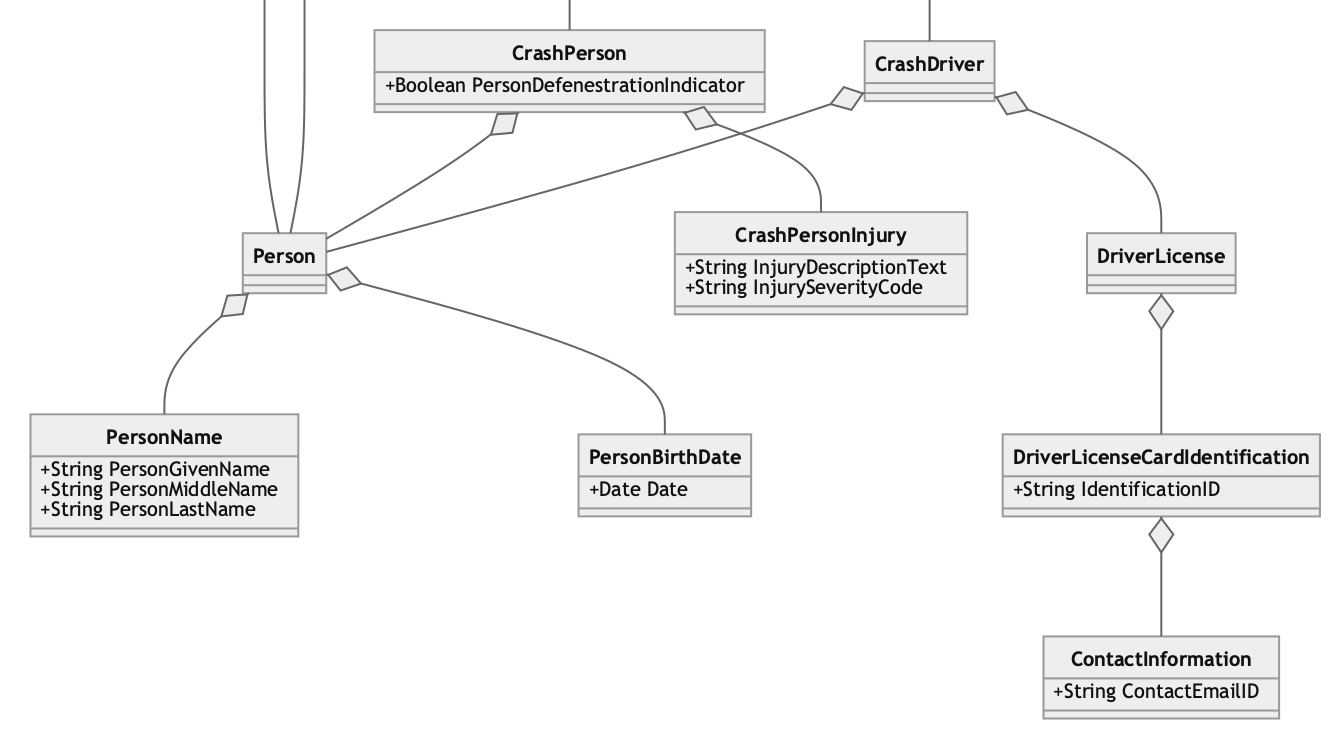 CrashPerson
+Boolean PersonDefenestrationIndicator
CrashDriver
Person
CrashPersonInjury
+String InjuryDescriptionText
+String InjurySeverityCode
DriverLicense
PersonName
+String PersonGivenName
+String PersonMiddleName
+String PersonLastName
PersonBirthDate
+Date Date
DriverLicenseCardIdentification
+String IdentificationID
ContactInformation
+String ContactEmailID